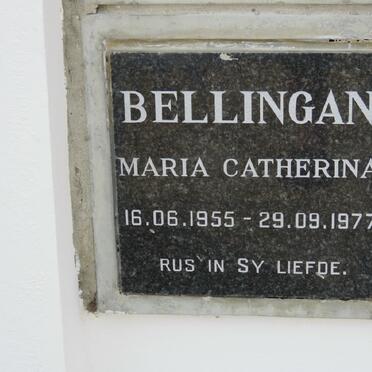 BELLINGAN
MARIA CATHERINA
16.06.1955 - 29.09.1977
RUS IN SY LIEFDE.